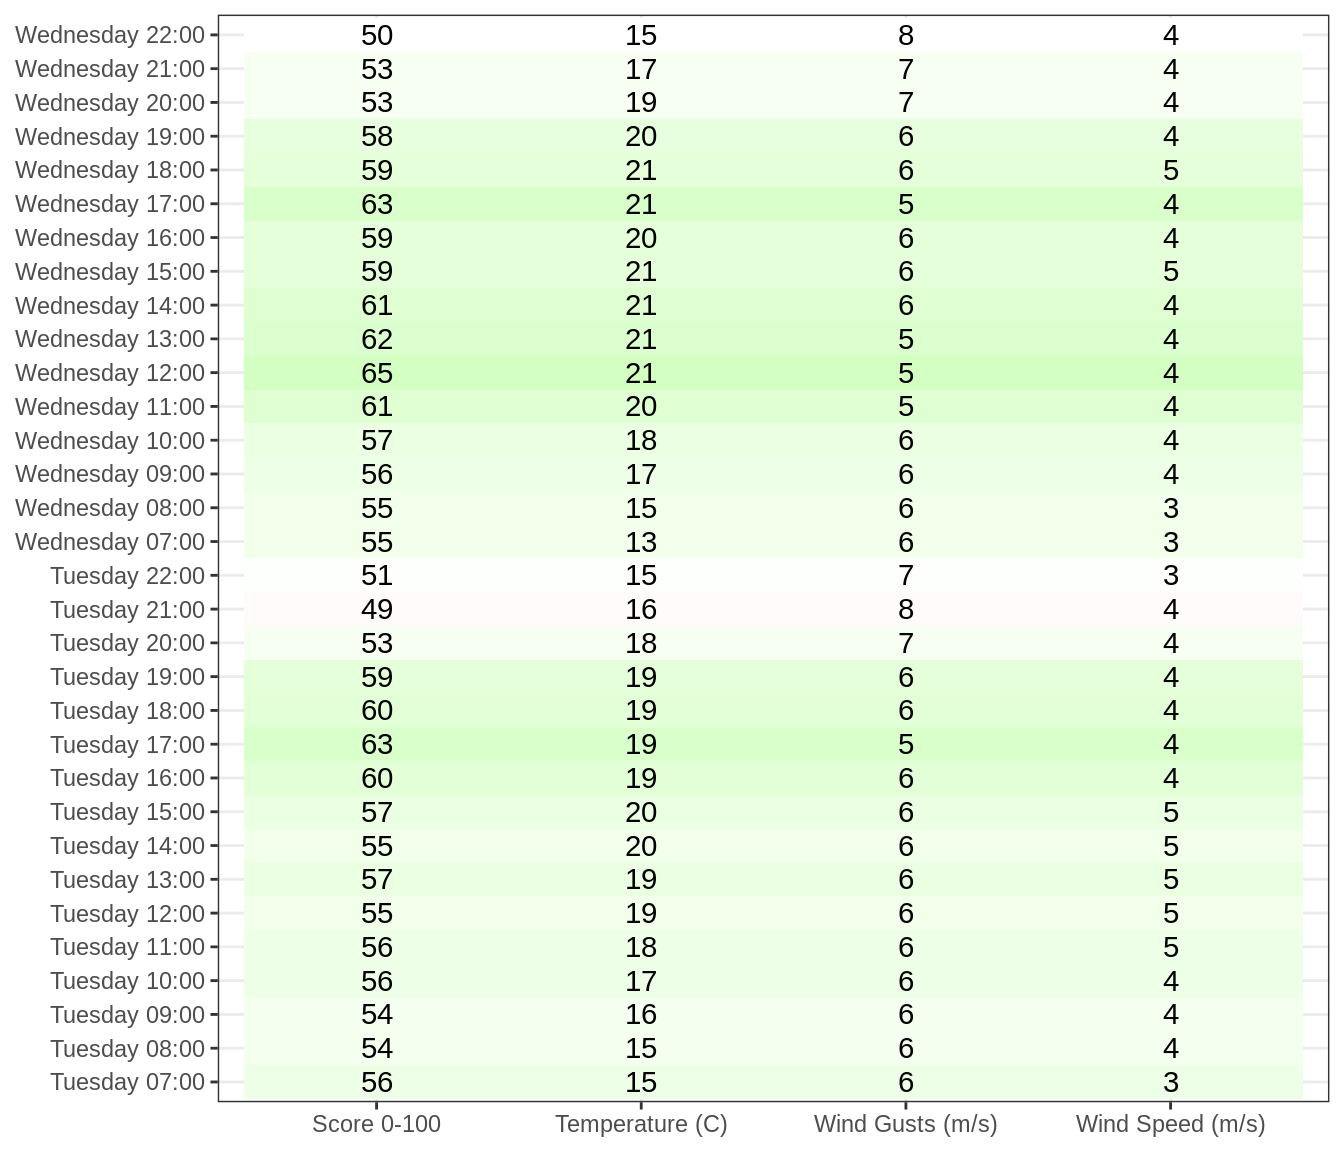 Wednesday 22:00 50 15 8 4
Wednesday 21:00 53 17 7 4
Wednesday 20:00 53 19 7 4
Wednesday 19:00 58 20 6 4
Wednesday 18:00 59 21 6 5
Wednesday 17:00 63 21 5 4
Wednesday 16:00 59 20 6 4
Wednesday 15:00 59 21 6 5
Wednesday 14:00 61 21 6 4
Wednesday 13:00 62 21 5 4
Wednesday 12:00 65 21 5 4
Wednesday 11:00 61 20 5 4
Wednesday 10:00 57 18 6 4
Wednesday 09:00 56 17 6 4
Wednesday 08:00 55 15 6 3
Wednesday 07:00 55 13 6 3
Tuesday 22:00 51 15 7 3
Tuesday 21:00 49 16 8 4
Tuesday 20:00 53 18 7 4
Tuesday 19:00 59 19 6 4
Tuesday 18:00 60 19 6 4
Tuesday 17:00 63 19 5 4
Tuesday 16:00 60 19 6 4
Tuesday 15:00 57 20 6 5
Tuesday 14:00 55 20 6 5
Tuesday 13:00 57 19 6 5
Tuesday 12:00 55 19 6 5
Tuesday 11:00 56 18 6 5
Tuesday 10:00 56 17 6 4
Tuesday 09:00 54 16 6 4
Tuesday 08:00 54 15 6 4
Tuesday 07:00 56 15 6 3
Score 0-100 Temperature (C) Wind Gusts (m/s) Wind Speed (m/s)